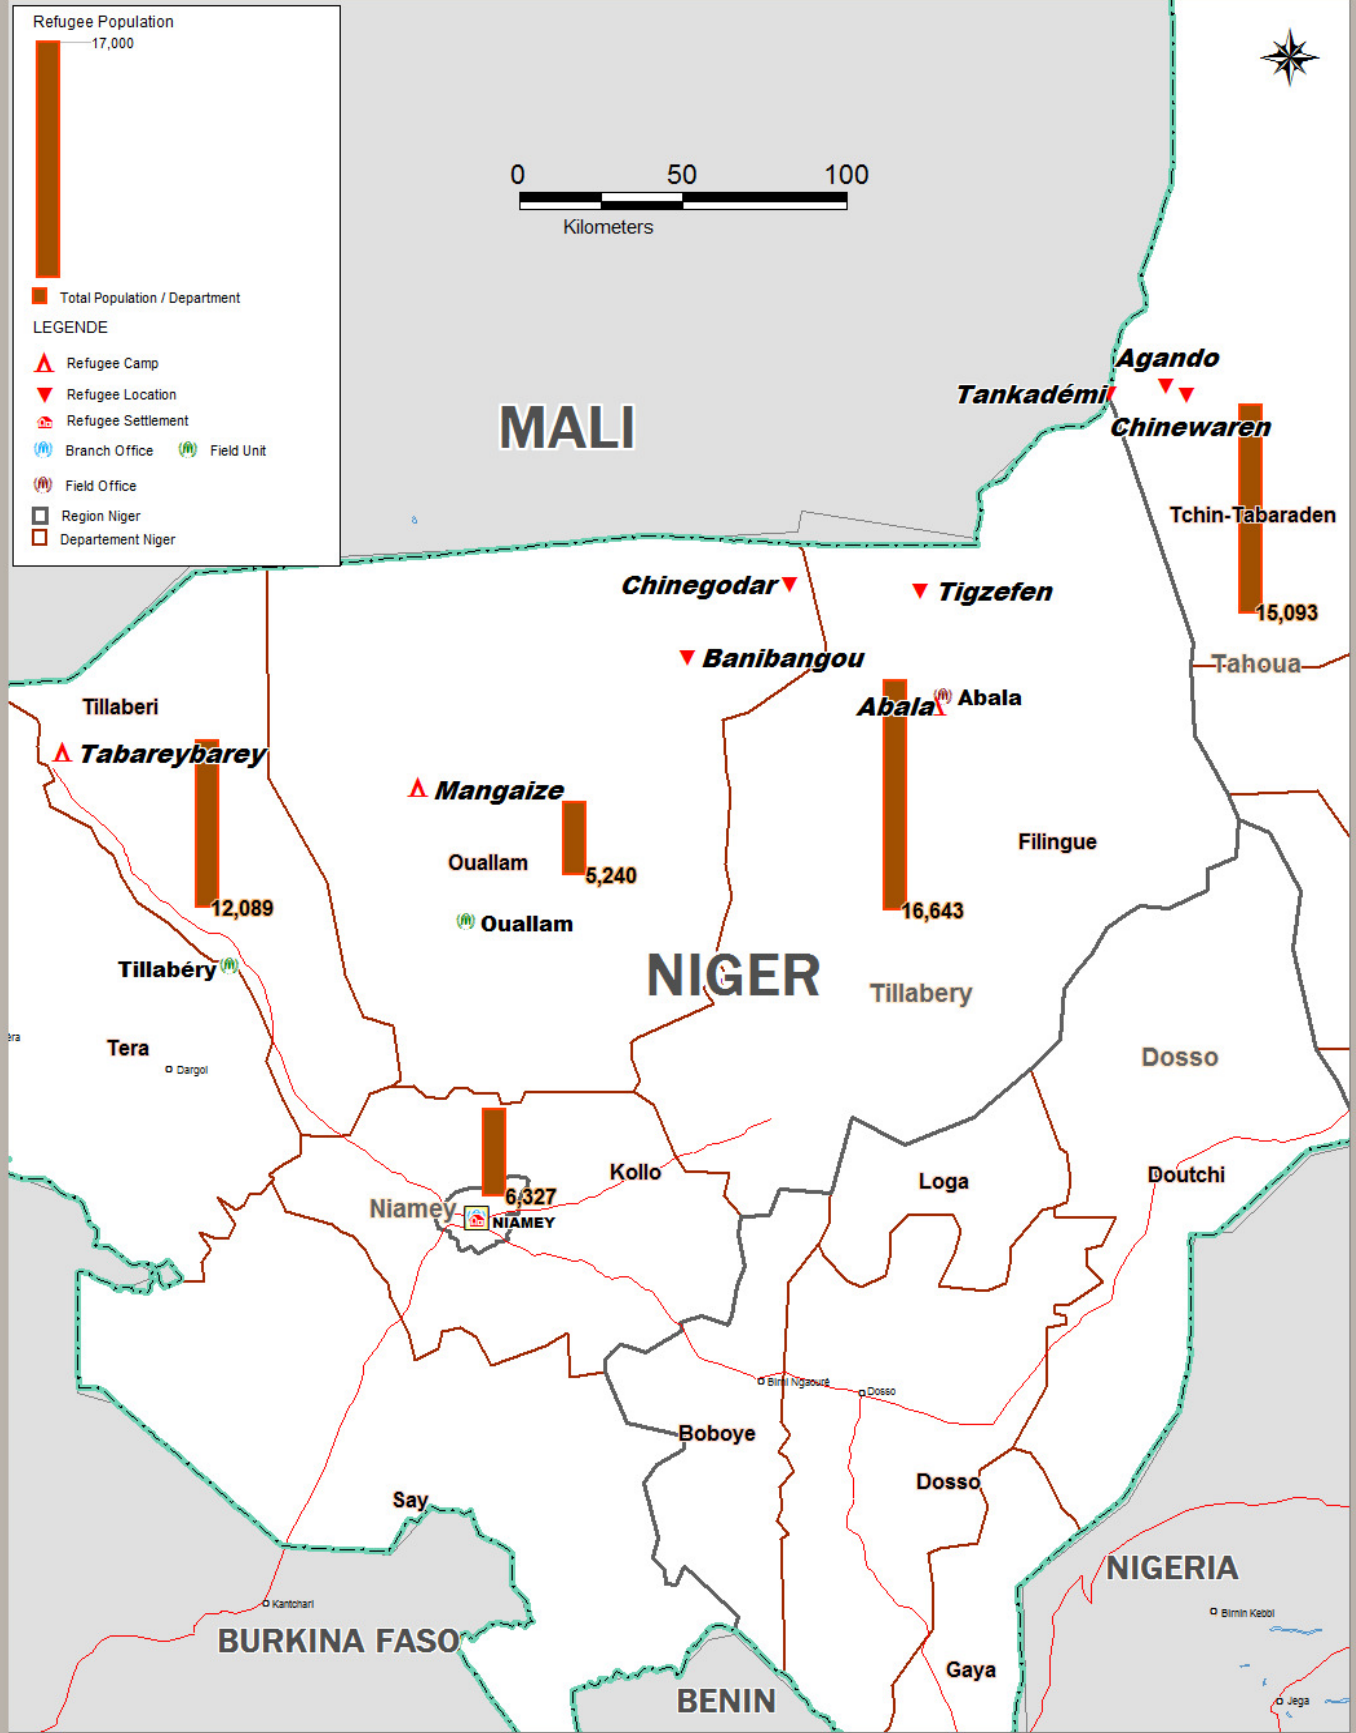 Refugee Population
17,000
Total Population / Department
LEGENDE
Refugee Camp
Refugee Location
Refugee Settlement
Branch Office
Field Unit
Field Office
Region Niger
Departement Niger
0 50 100
Kilometers
Agando
Tankadémi
Chinewaren
MALI
Tchin-Tabaraden
Chinegodar
Tigzefen
15,093
Banibangou
Tahoua
Tillaberi
Abala
Abala
Tabareybarey
Mangaize
Filingue
Ouallam
5,240
12,089
16,643
Ouallam
Tillabéry
NIGER
Tillabery
éra
Tera
Dargol
Dosso
Kollo
Loga
Doutchi
Niamey
6,327
NIAMEY
Birni Ngaouré
Dosso
Boboye
Dosso
Say
NIGERIA
Kantchari
Birnin Kebbi
BURKINA FASO
Gaya
BENIN
Jega